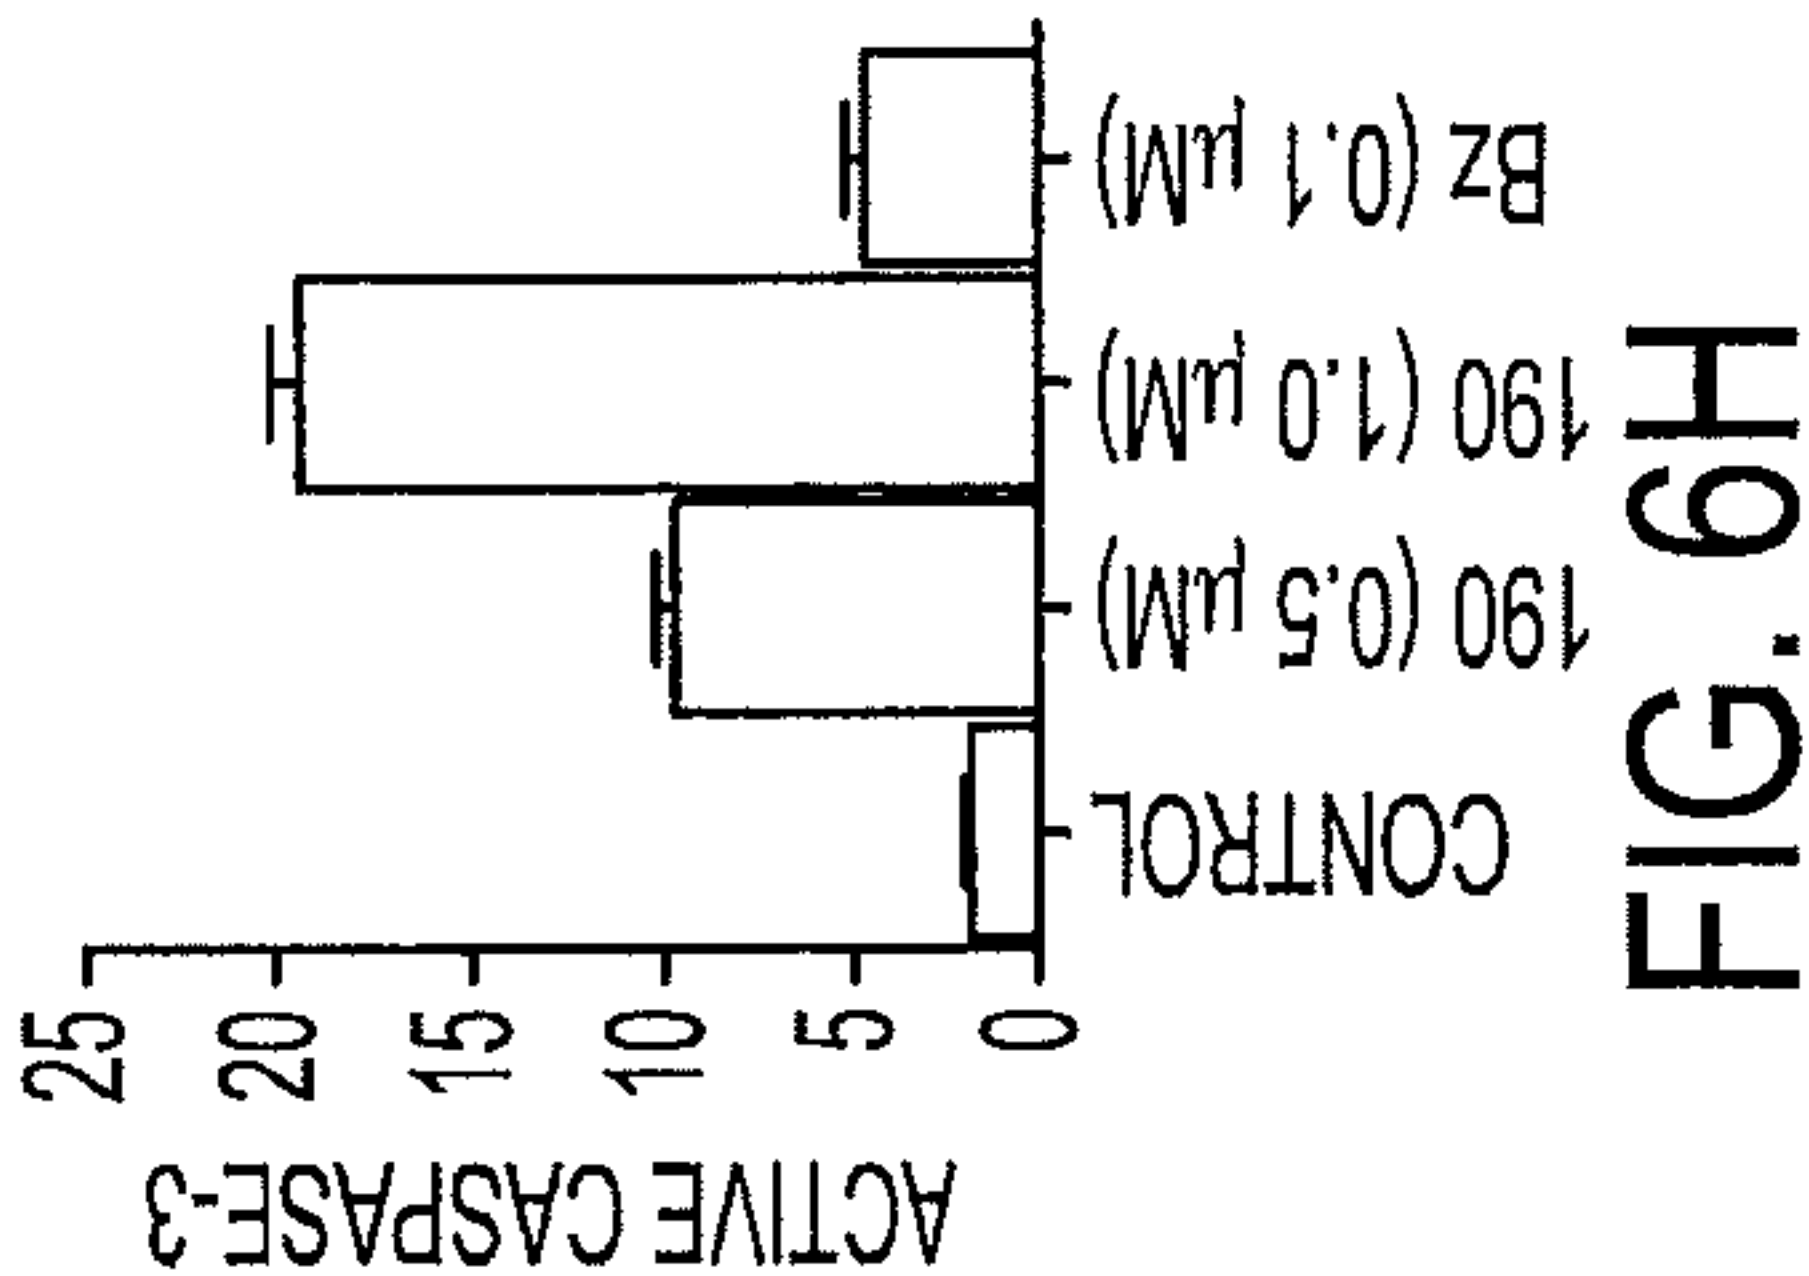 ACTIVE CASPASE-3
25
20
15
10
5
0
CONTROL
190 (0.5 µM)
190 (1.0 µM)
Bz (0.1 µM)
FIG. 6H